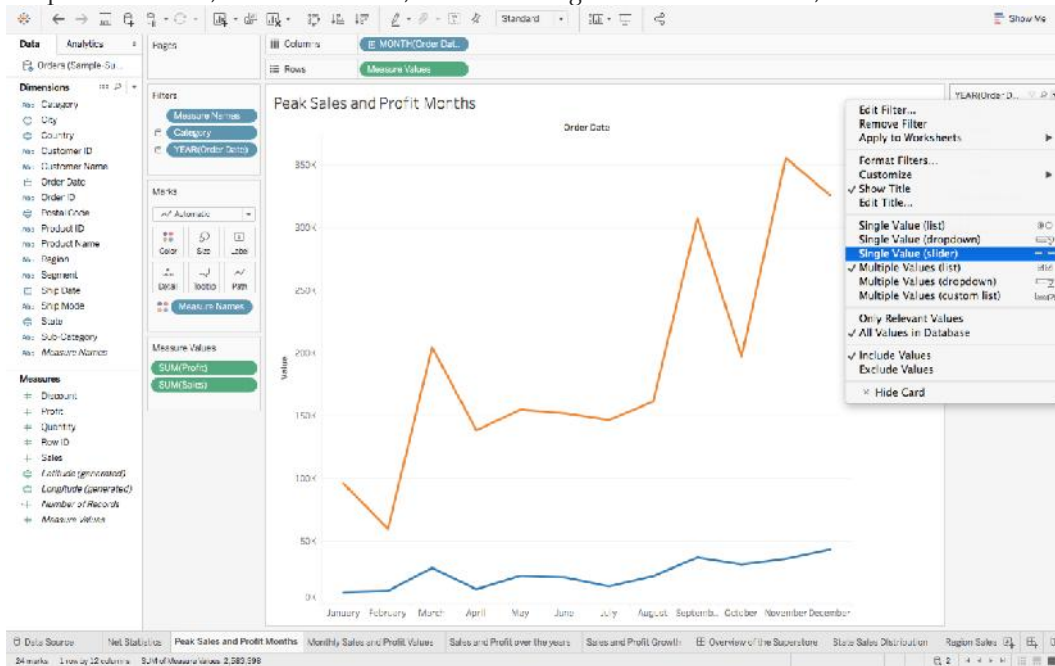 Standard
Show Me
Data Analytics
Pages
Columns
MONTH(Order Dat..
Orders (Sample-Su...
Rows
Measure Values
Dimensions
Category
City
Country
Customer ID
Customer Name
Order Date
Order ID
Postal Code
Product ID
Product Name
Region
Segment
Ship Date
Ship Mode
State
Sub-Category
Measure Names
Measures
Discount
Profit
Quantity
Row ID
Sales
Latitude (generated)
Longitude (generated)
Number of Records
Measure Values
Filters
Measure Names
Category
YEAR(Order Date)
Marks
Automatic
Color Size Label
Detail Tooltip Path
Measure Names
Measure Values
SUM(Profit)
SUM(Sales)
Peak Sales and Profit Months
Order Date
350K
300K
250K
200K
150K
100K
50K
0K
Value
January February March April May June July August Septemb.. October November December
YEAR(Order D...
Edit Filter...
Remove Filter
Apply to Worksheets
Format Filters...
Customize
✓ Show Title
Edit Title...
Single Value (list)
Single Value (dropdown)
Single Value (slider)
✓ Multiple Values (list)
Multiple Values (dropdown)
Multiple Values (custom list)
Only Relevant Values
✓ All Values in Database
✓ Include Values
Exclude Values
× Hide Card
Data Source Net Statistics Peak Sales and Profit Months Monthly Sales and Profit Values Sales and Profit over the years Sales and Profit Growth Overview of the Superstore State Sales Distribution Region Sales
24 marks 1 row by 12 columns SUM of Measure Values: 2,583,598
2